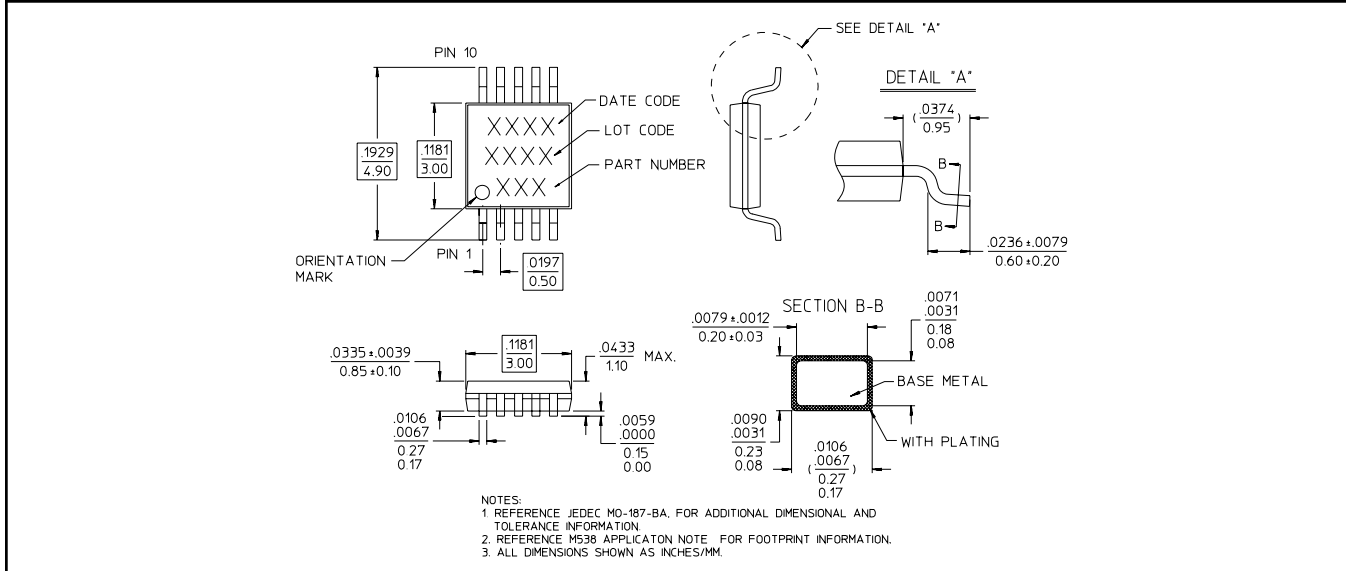 SEE DETAIL "A"
PIN 10
DETAIL "A"
DATE CODE
XXXX
LOT CODE
XXXX
PART NUMBER
XXX
.1929
4.90
.1181
3.00
ORIENTATION
MARK
PIN 1
.0197
0.50
(.0374)
0.95
B
B
.0236±.0079
0.60±0.20
.0335±.0039
0.85±0.10
.1181
3.00
.0433
1.10
MAX.
.0106
.0067
0.27
0.17
.0059
.0000
0.15
0.00
SECTION B-B
.0079±.0012
0.20±0.03
.0071
.0031
0.18
0.08
BASE METAL
WITH PLATING
.0090
.0031
0.23
0.08
.0106
(.0067)
0.27
0.17
NOTES:
1. REFERENCE JEDEC MO-187-BA, FOR ADDITIONAL DIMENSIONAL AND
TOLERANCE INFORMATION.
2. REFERENCE M538 APPLICATON NOTE FOR FOOTPRINT INFORMATION.
3. ALL DIMENSIONS SHOWN AS INCHES/MM.